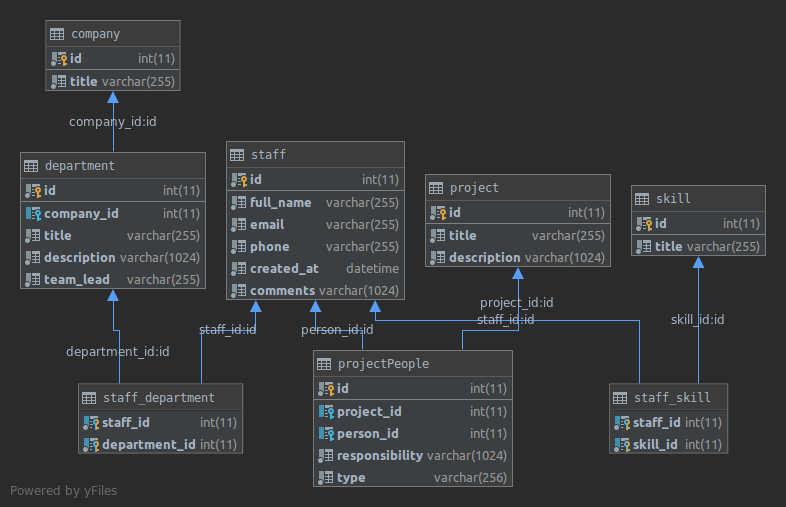 company
id int(11)
title varchar(255)
company_id:id
department
id int(11)
company_id int(11)
title varchar(255)
description varchar(1024)
team_lead varchar(255)
staff
id int(11)
full_name varchar(255)
email varchar(255)
phone varchar(255)
created_at datetime
comments varchar(1024)
project
id int(11)
title varchar(255)
description varchar(1024)
skill
id int(11)
title varchar(255)
project_id:id
staff_id:id
person_id:id
staff_id:id
skill_id:id
department_id:id
staff_department
staff_id int(11)
department_id int(11)
projectPeople
id int(11)
project_id int(11)
person_id int(11)
responsibility varchar(1024)
type varchar(256)
staff_skill
staff_id int(11)
skill_id int(11)
Powered by yFiles